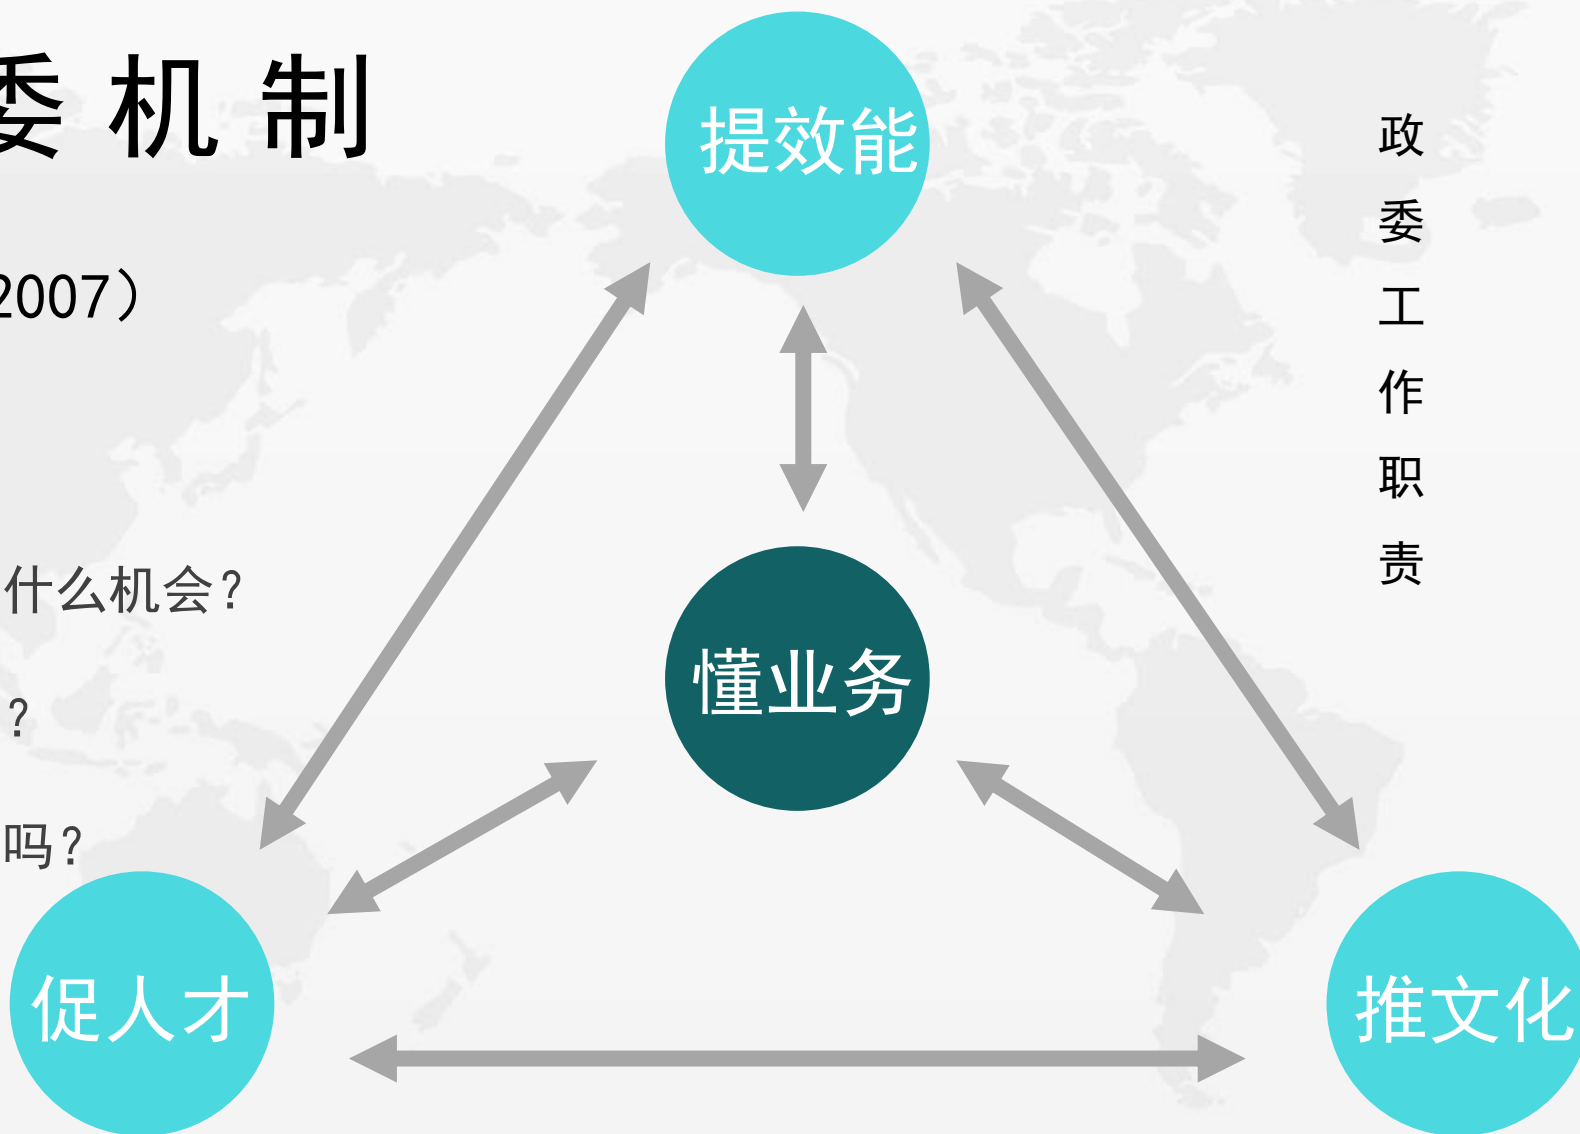 委机制
2007）
什么机会？
？
吗？
提效能
懂业务
促人才
推文化
政
委
工
作
职
责